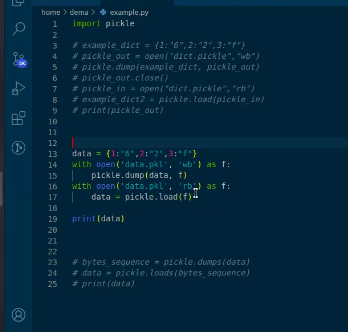 home > dema > example.py
1 import pickle
2
3 # example_dict = {1:"6",2:"2",3:"f"}
4 # pickle_out = open("dict.pickle","wb")
5 # pickle.dump(example_dict, pickle_out)
6 # pickle_out.close()
7 # pickle_in = open("dict.pickle","rb")
8 # example_dict2 = pickle.load(pickle_in)
9 # print(pickle_out)
10
11
12
13 data = {1:"6",2:"2",3:"f"}
14 with open('data.pkl', 'wb') as f:
15     pickle.dump(data, f)
16 with open('data.pkl', 'rb') as f:
17     data = pickle.load(f)
18
19 print(data)
20
21
22
23 # bytes_sequence = pickle.dumps(data)
24 # data = pickle.loads(bytes_sequence)
25 # print(data)